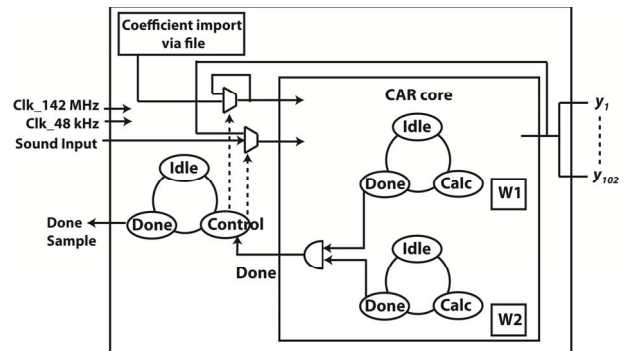 Coefficient import
via file
Clk_142 MHz
Clk_48 kHz
Sound Input
CAR core
Idle
Done
Calc
W1
y1
y102
Idle
Done
Control
Done
Sample
Done
Idle
Done
Calc
W2